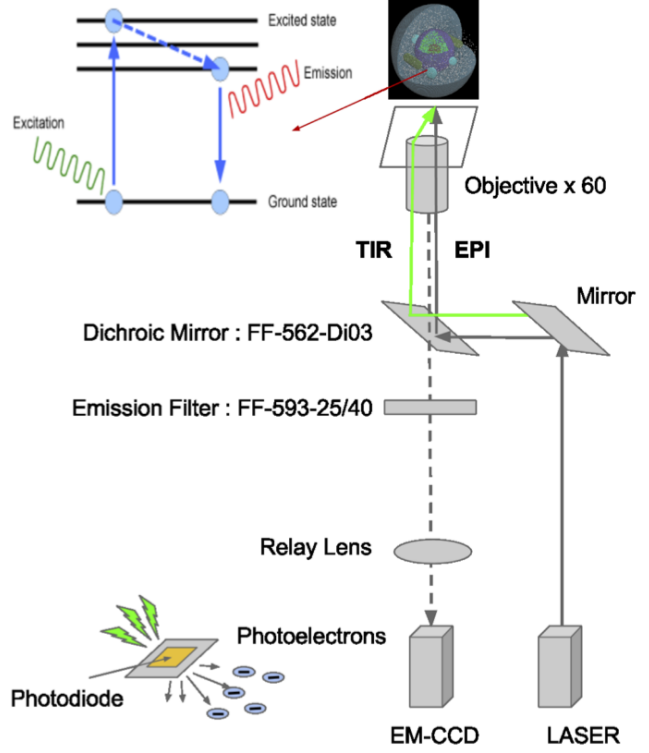 Excited state
Emission
Excitation
Ground state
Objective x 60
TIR
EPI
Mirror
Dichroic Mirror : FF-562-Di03
Emission Filter : FF-593-25/40
Relay Lens
Photoelectrons
Photodiode
EM-CCD
LASER